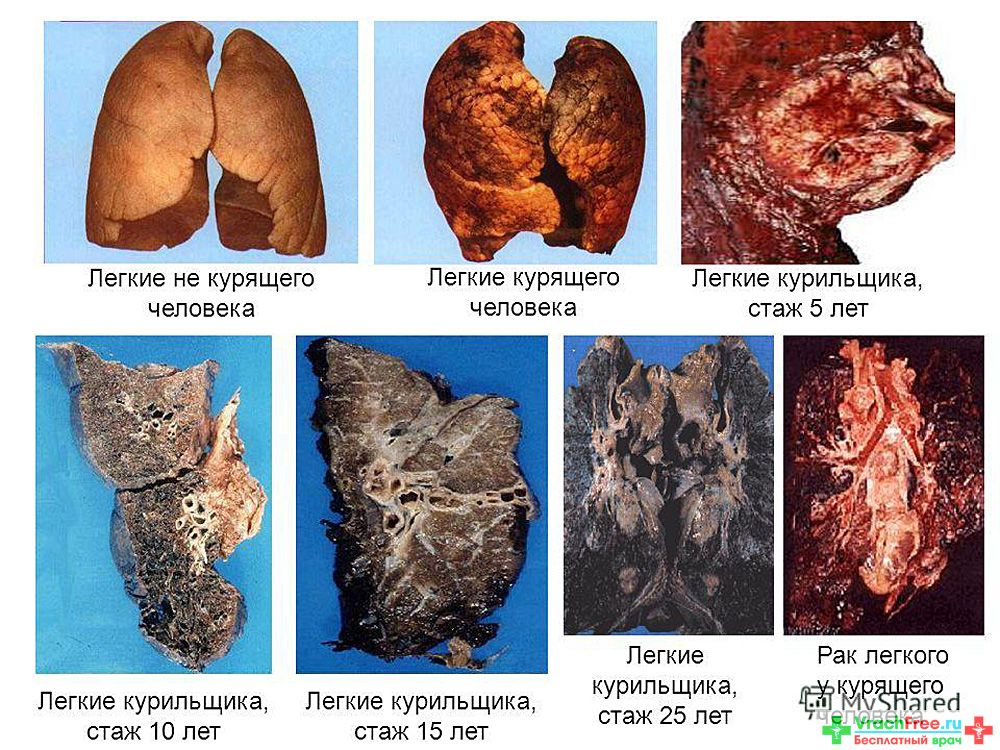 Легкие не курящего
человека
Легкие курящего
человека
Легкие курильщика,
стаж 5 лет
Легкие курильщика,
стаж 10 лет
Легкие курильщика,
стаж 15 лет
Легкие
курильщика,
стаж 25 лет
Рак легкого
у курящего
человека
MyShared
VrachFree.ru
Бесплатный врач